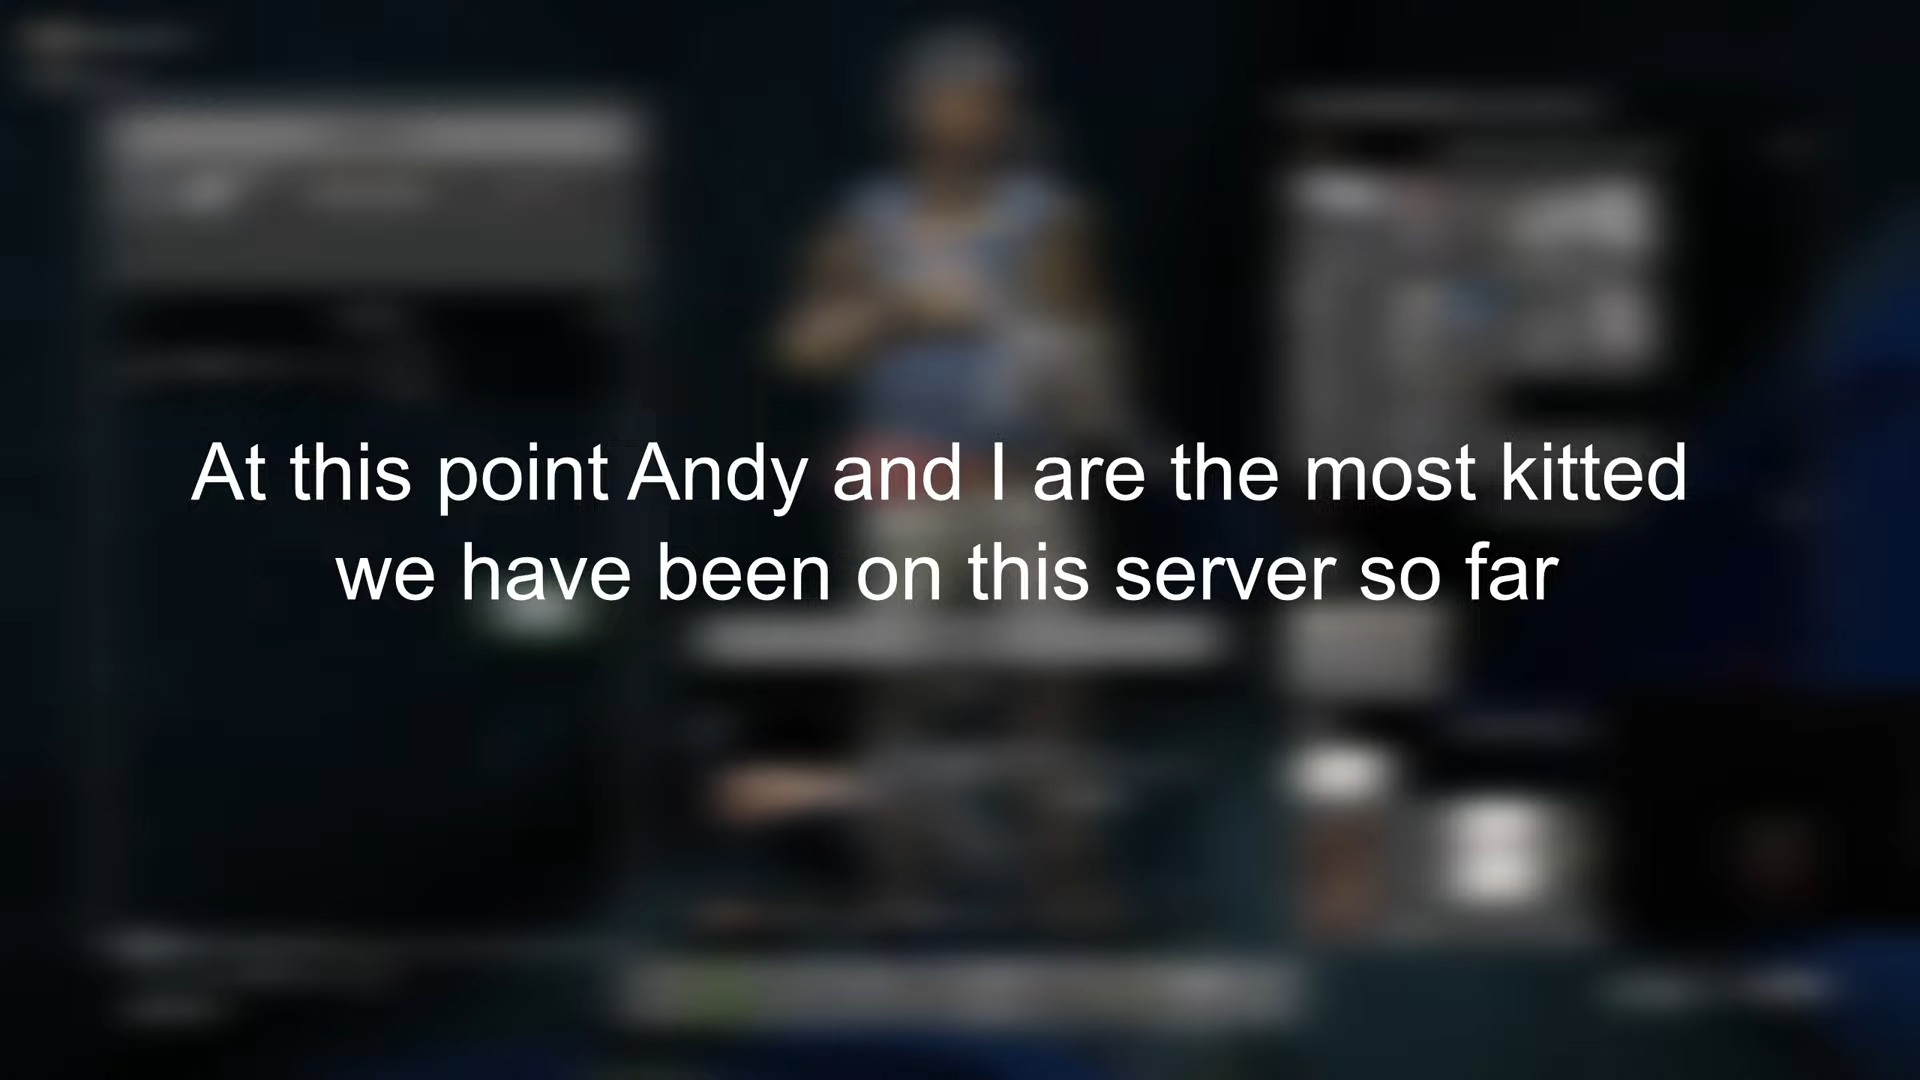 At this point Andy and I are the most kitted
we have been on this server so far